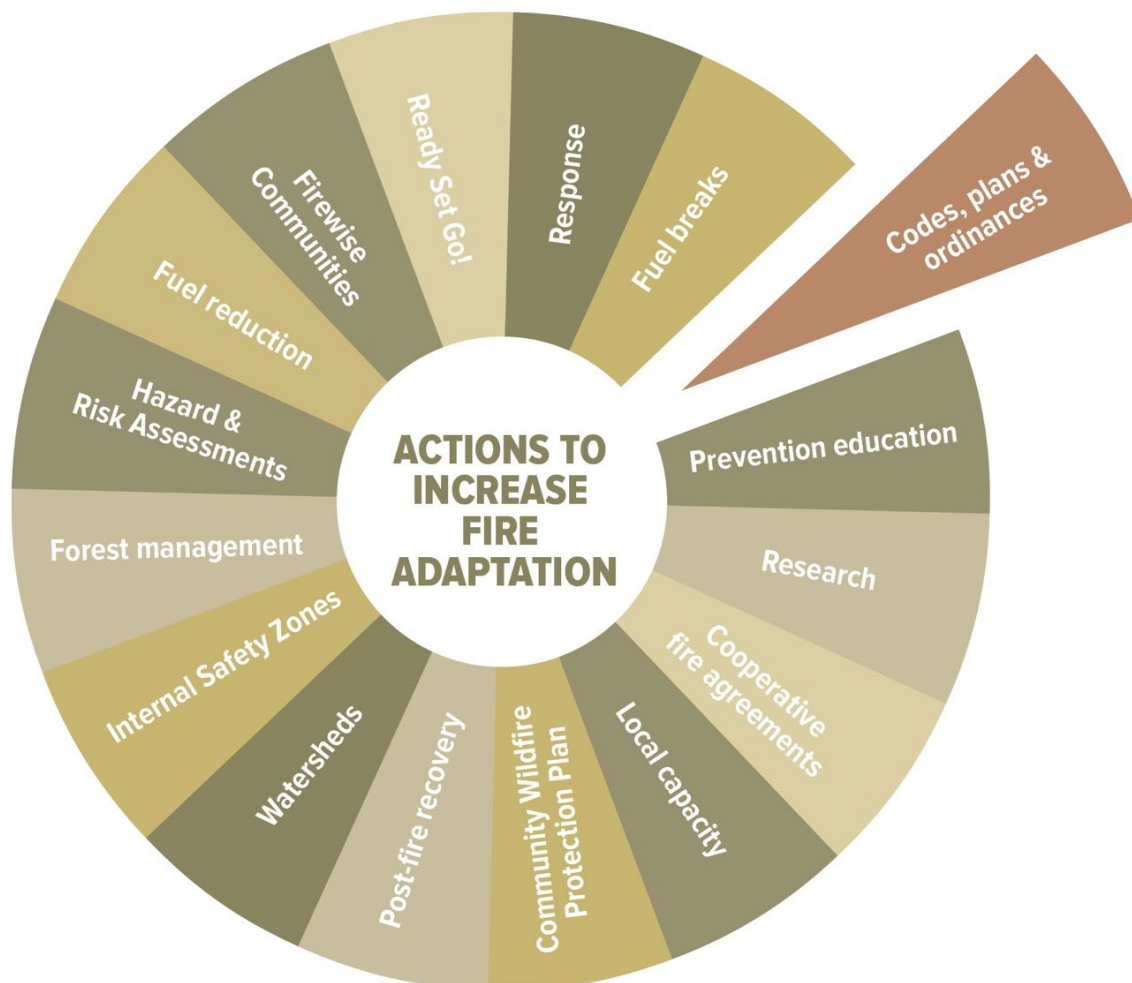 ACTIONS TO
INCREASE
FIRE
ADAPTATION
Codes, plans &
ordinances
Prevention education
Research
Cooperative
fire agreements
Local capacity
Community Wildfire
Protection Plan
Post-fire recovery
Watersheds
Internal Safety Zones
Forest management
Hazard &
Risk Assessments
Fuel reduction
Firewise
Communities
Ready Set Go!
Response
Fuel breaks